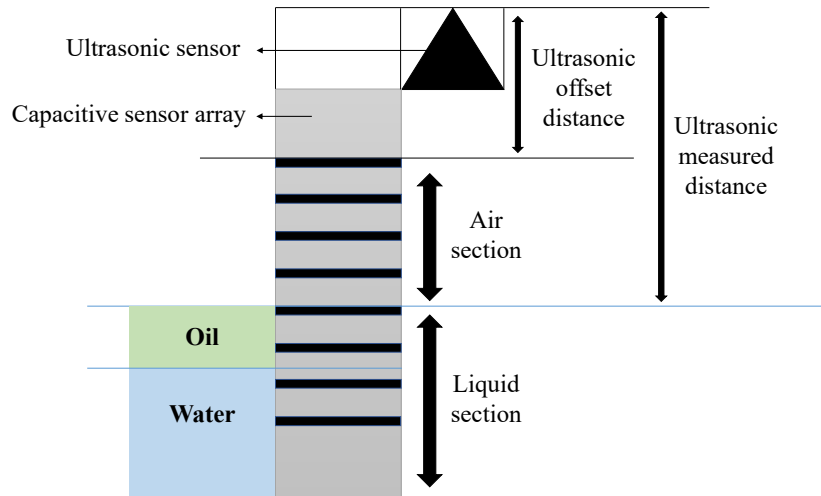 Ultrasonic sensor
Capacitive sensor array
Ultrasonic
offset
distance
Ultrasonic
measured
distance
Air
section
Oil
Water
Liquid
section